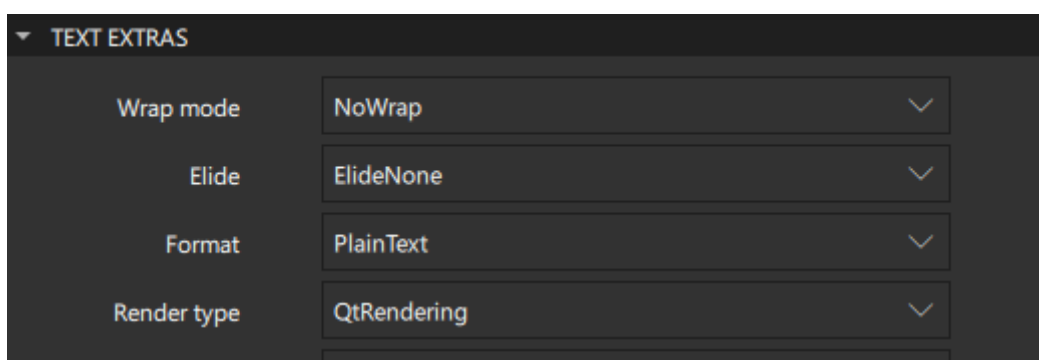 TEXT EXTRAS
Wrap mode NoWrap
Elide ElideNone
Format PlainText
Render type QtRendering